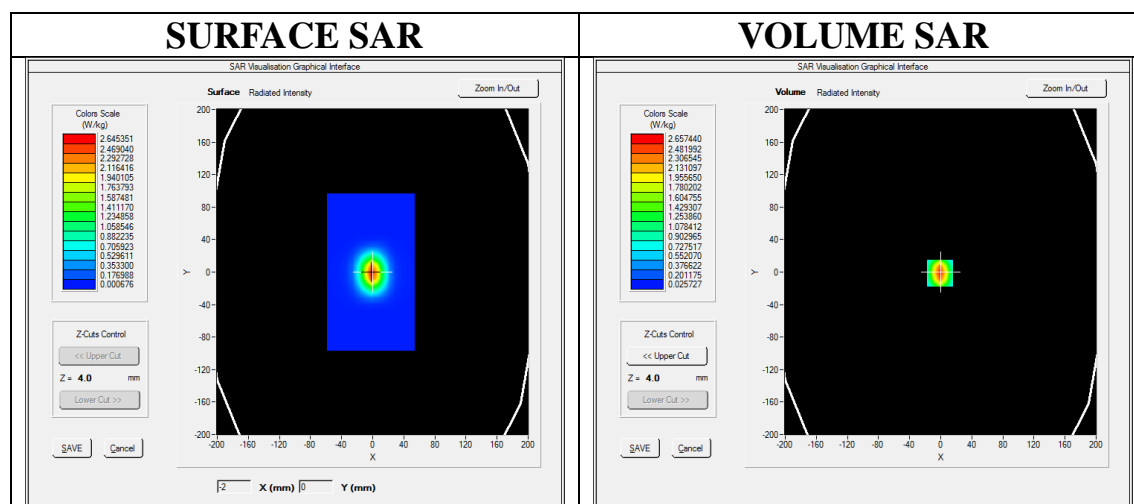 SURFACE SAR
SAR Visualisation Graphical Interface
Surface Radiated Intensity
Zoom In/Out
Colors Scale
(W/kg)
2.645351
2.469040
2.292728
2.116416
1.940105
1.763793
1.587481
1.411170
1.234858
1.058546
0.882235
0.705923
0.529611
0.353300
0.176988
0.000676
Z-Cuts Control
<< Upper Cut
Z = 4.0 mm
Lower Cut >>
SAVE Cancel
200
160
120
80
40
0
-40
-80
-120
-160
-200
Y
-200 -160 -120 -80 -40 0 40 80 120 160 200
X
-2 X (mm) 0 Y (mm)
VOLUME SAR
SAR Visualisation Graphical Interface
Volume Radiated Intensity
Zoom In/Out
Colors Scale
(W/kg)
2.657440
2.481992
2.306545
2.131097
1.955650
1.780202
1.604755
1.429307
1.253860
1.078412
0.902965
0.727517
0.552070
0.376622
0.201175
0.025727
Z-Cuts Control
<< Upper Cut
Z = 4.0 mm
Lower Cut >>
SAVE Cancel
200
160
120
80
40
0
-40
-80
-120
-160
-200
Y
-200 -160 -120 -80 -40 0 40 80 120 160 200
X